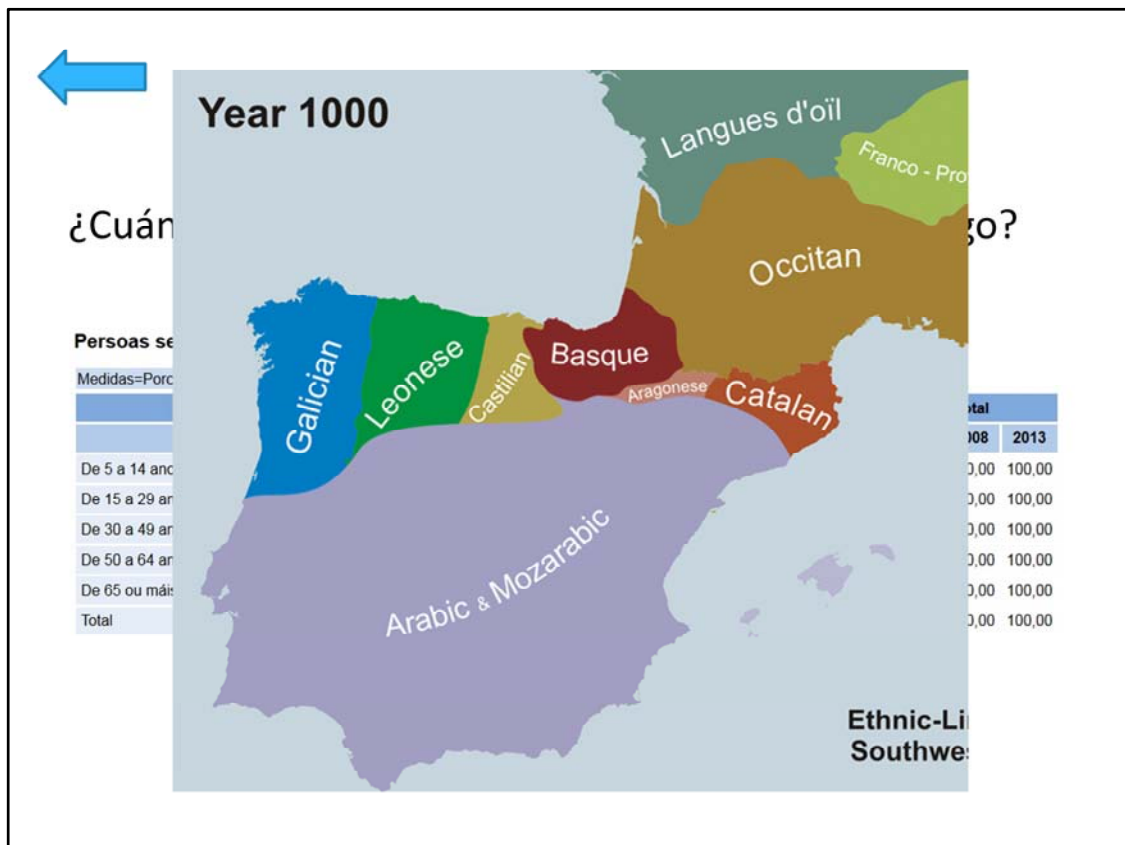 Year 1000
Langues d'oïl
Franco - Pro
¿Cuán go?
Occitan
Galician
Leonese
Castilian
Basque
Aragonese
Catalan
Persoas se
Medidas=Porc
tal
008 2013
De 5 a 14 ano 0,00 100,00
De 15 a 29 an 0,00 100,00
De 30 a 49 an 0,00 100,00
De 50 a 64 an 0,00 100,00
De 65 ou máis 0,00 100,00
Total 0,00 100,00
Arabic & Mozarabic
Ethnic-Li
Southwes